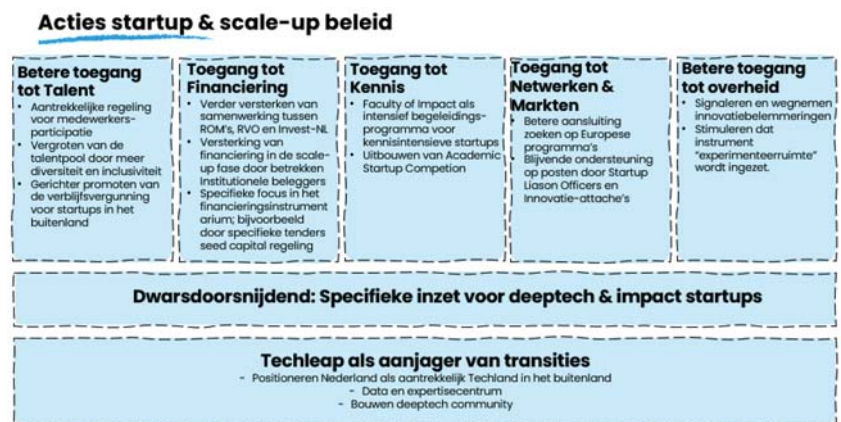 Acties startup & scale-up beleid
Betere toegang
tot Talent
• Aantrekkelijke regeling
voor medewerkers-
participatie
• Vergroten van de
talentpool door meer
diversiteit en inclusiviteit
• Gerichter promoten van
de verblijfsvergunning
voor startups in het
buitenland
Toegang tot
Financiering
• Verder versterken van
samenwerking tussen
ROM's, RVO en Invest-NL
• Versterking van
financiering in de scale-
up fase door betrekken
Institutionele beleggers
• Specifieke focus in het
financieringsinstrument
arium; bijvoorbeeld
door specifieke tenders
seed capital regeling
Toegang tot
Kennis
• Faculty of Impact als
intensief begeleidings-
programma voor
kennisintensieve startups
• Uitbouwen van Academic
Startup Competion
Toegang tot
Netwerken &
Markten
• Betere aansluiting
zoeken op Europese
programma's
• Blijvende ondersteuning
op posten door Startup
Liason Officers en
Innovatie-attache's
Betere toegang
tot overheid
• Signaleren en wegnemen
innovatiebelemmeringen
• Stimuleren dat
instrument
"experimenteerruimte"
wordt ingezet.
Dwarsdoorsnijdend: Specifieke inzet voor deeptech & impact startups
Techleap als aanjager van transities
- Positioneren Nederland als aantrekkelijk Techland in het buitenland
- Data en expertisecentrum
- Bouwen deeptech community